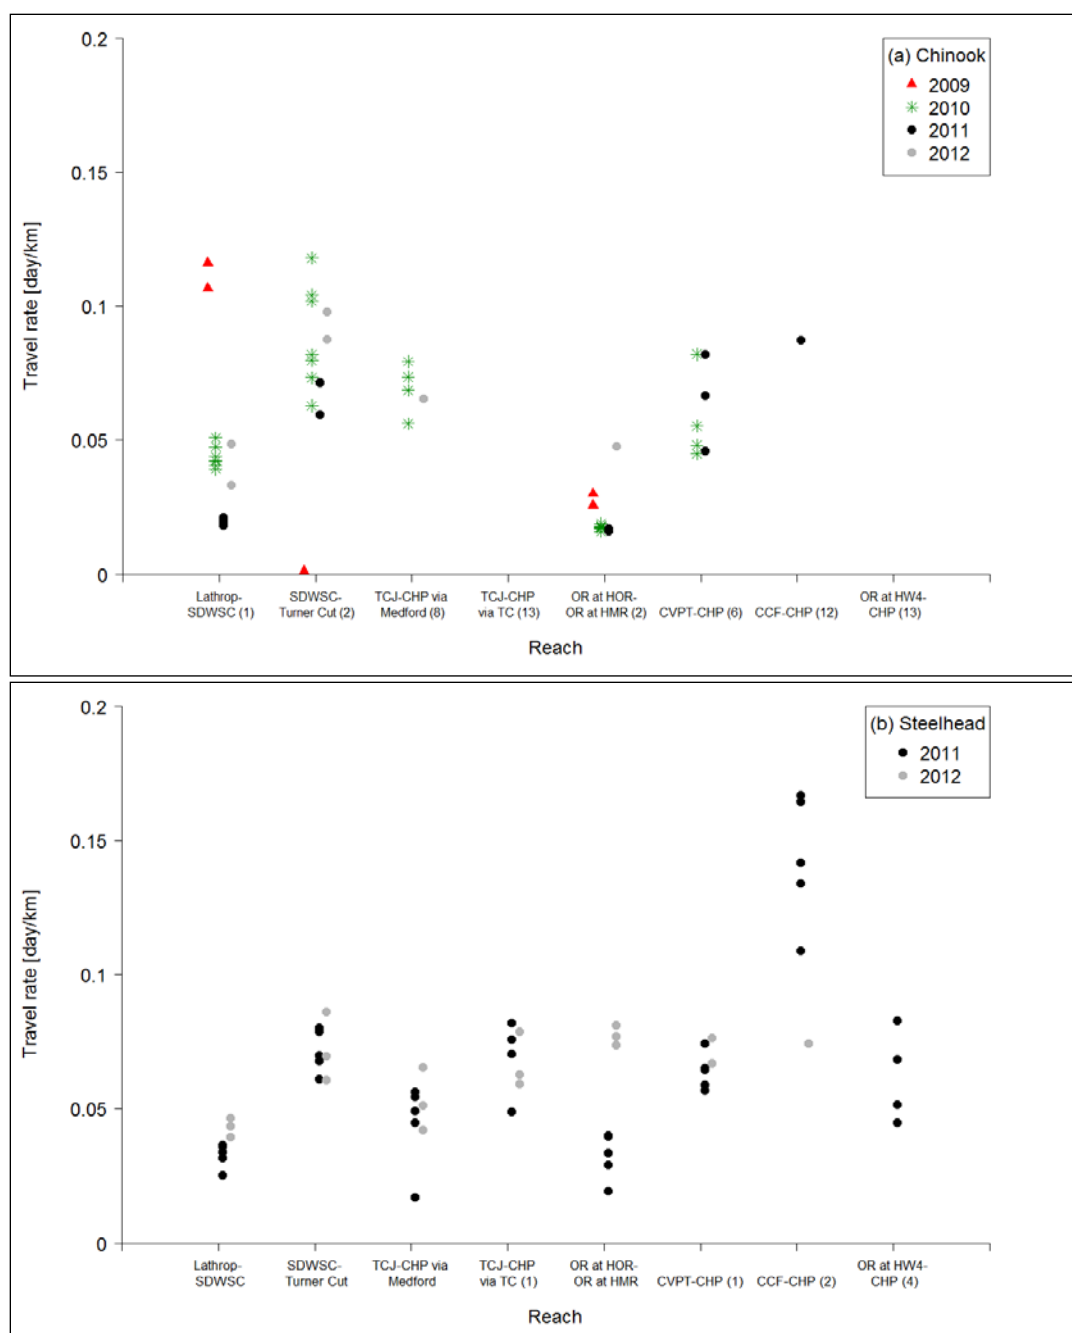 (a) Chinook
2009
2010
2011
2012
0.2
0.15
0.1
0.05
0
Travel rate [day/km]
Lathrop-
SDWSC (1)
SDWSC-
Turner Cut (2)
TCJ-CHP via
Medford (8)
TCJ-CHP
via TC (13)
OR at HOR-
OR at HMR (2)
CVPT-CHP (6)
CCF-CHP (12)
OR at HW4-
CHP (13)
Reach
(b) Steelhead
2011
2012
0.2
0.15
0.1
0.05
0
Travel rate [day/km]
Lathrop-
SDWSC
SDWSC-
Turner Cut
TCJ-CHP via
Medford
TCJ-CHP
via TC (1)
OR at HOR-
OR at HMR
CVPT-CHP (1)
CCF-CHP (2)
OR at HW4-
CHP (4)
Reach